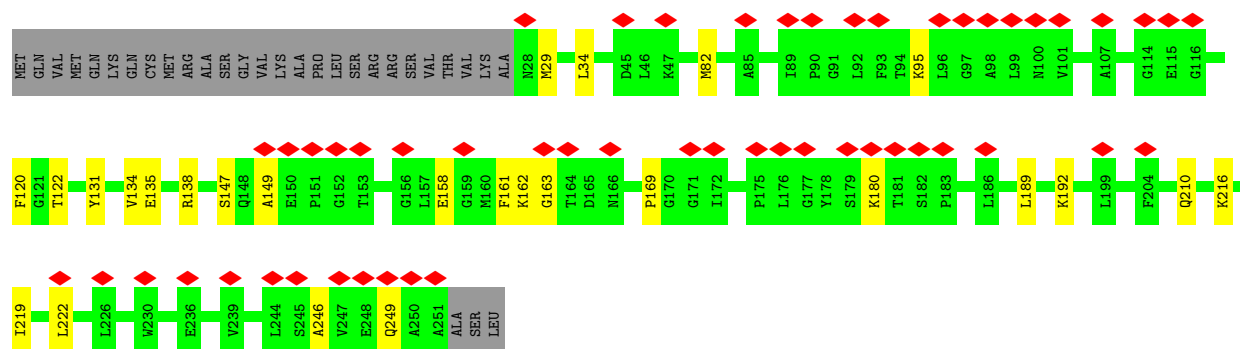 MET GLN VAL MET GLN LYS GLN CYS MET ARG ALA SER GLY VAL LYS ALA PRO LEU SER ARG ARG SER VAL THR VAL LYS ALA N28 M29 L34 D45 L46 K47 M82 A85 I89 P90 G91 L92 F93 T94 K95 L96 G97 A98 L99 N100 V101 A107 G114 E115 G116
F120 G121 T122 Y131 V134 E135 R138 S147 Q148 A149 E150 P151 G152 T153 G156 L157 E158 G159 M160 F161 K162 G163 T164 D165 N166 P169 G170 G171 I172 P175 L176 G177 Y178 S179 K180 T181 S182 P183 L186 L189 K192 L199 F204 Q210 K216
I219 L222 L226 W230 E236 V239 L244 S245 A246 V247 E248 Q249 A250 A251 ALA SER LEU